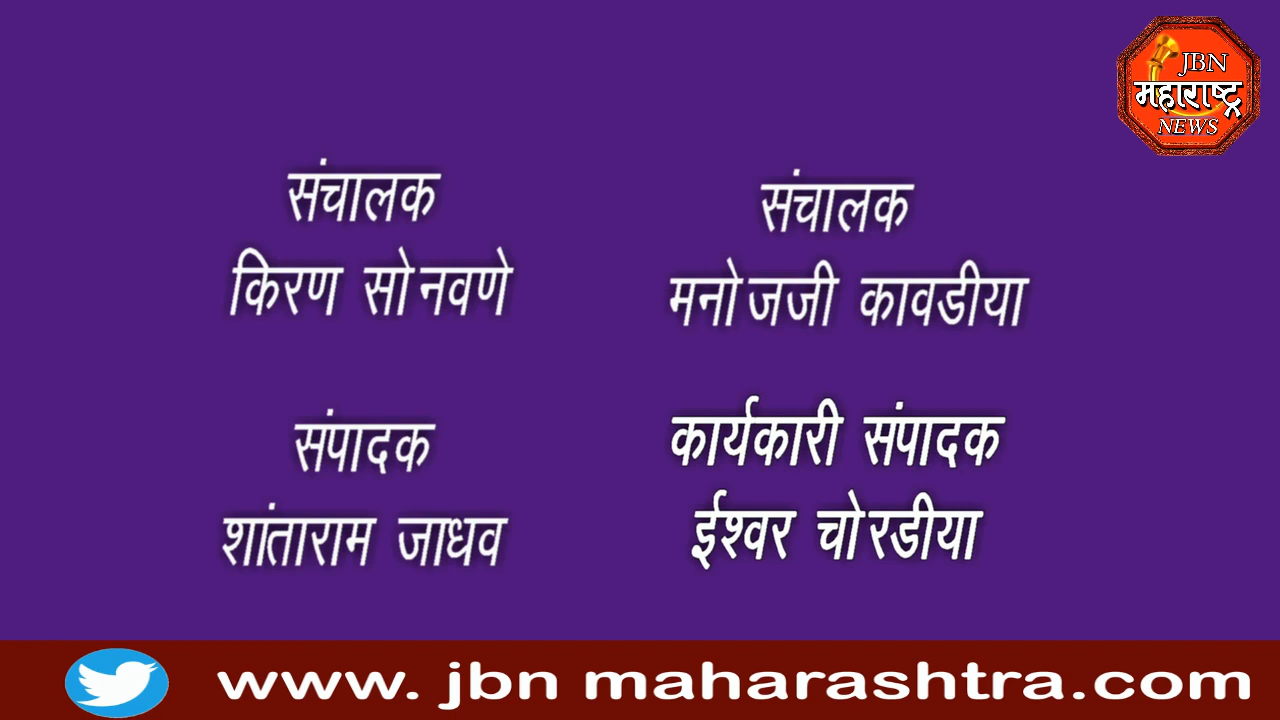 JBN
महाराष्ट्र
NEWS
संचालक
किरण सोनवणे
संचालक
मनोजजी कावडीया
संपादक
शांताराम जाधव
कार्यकारी संपादक
ईश्वर चोरडीया
www. jbn maharashtra.com